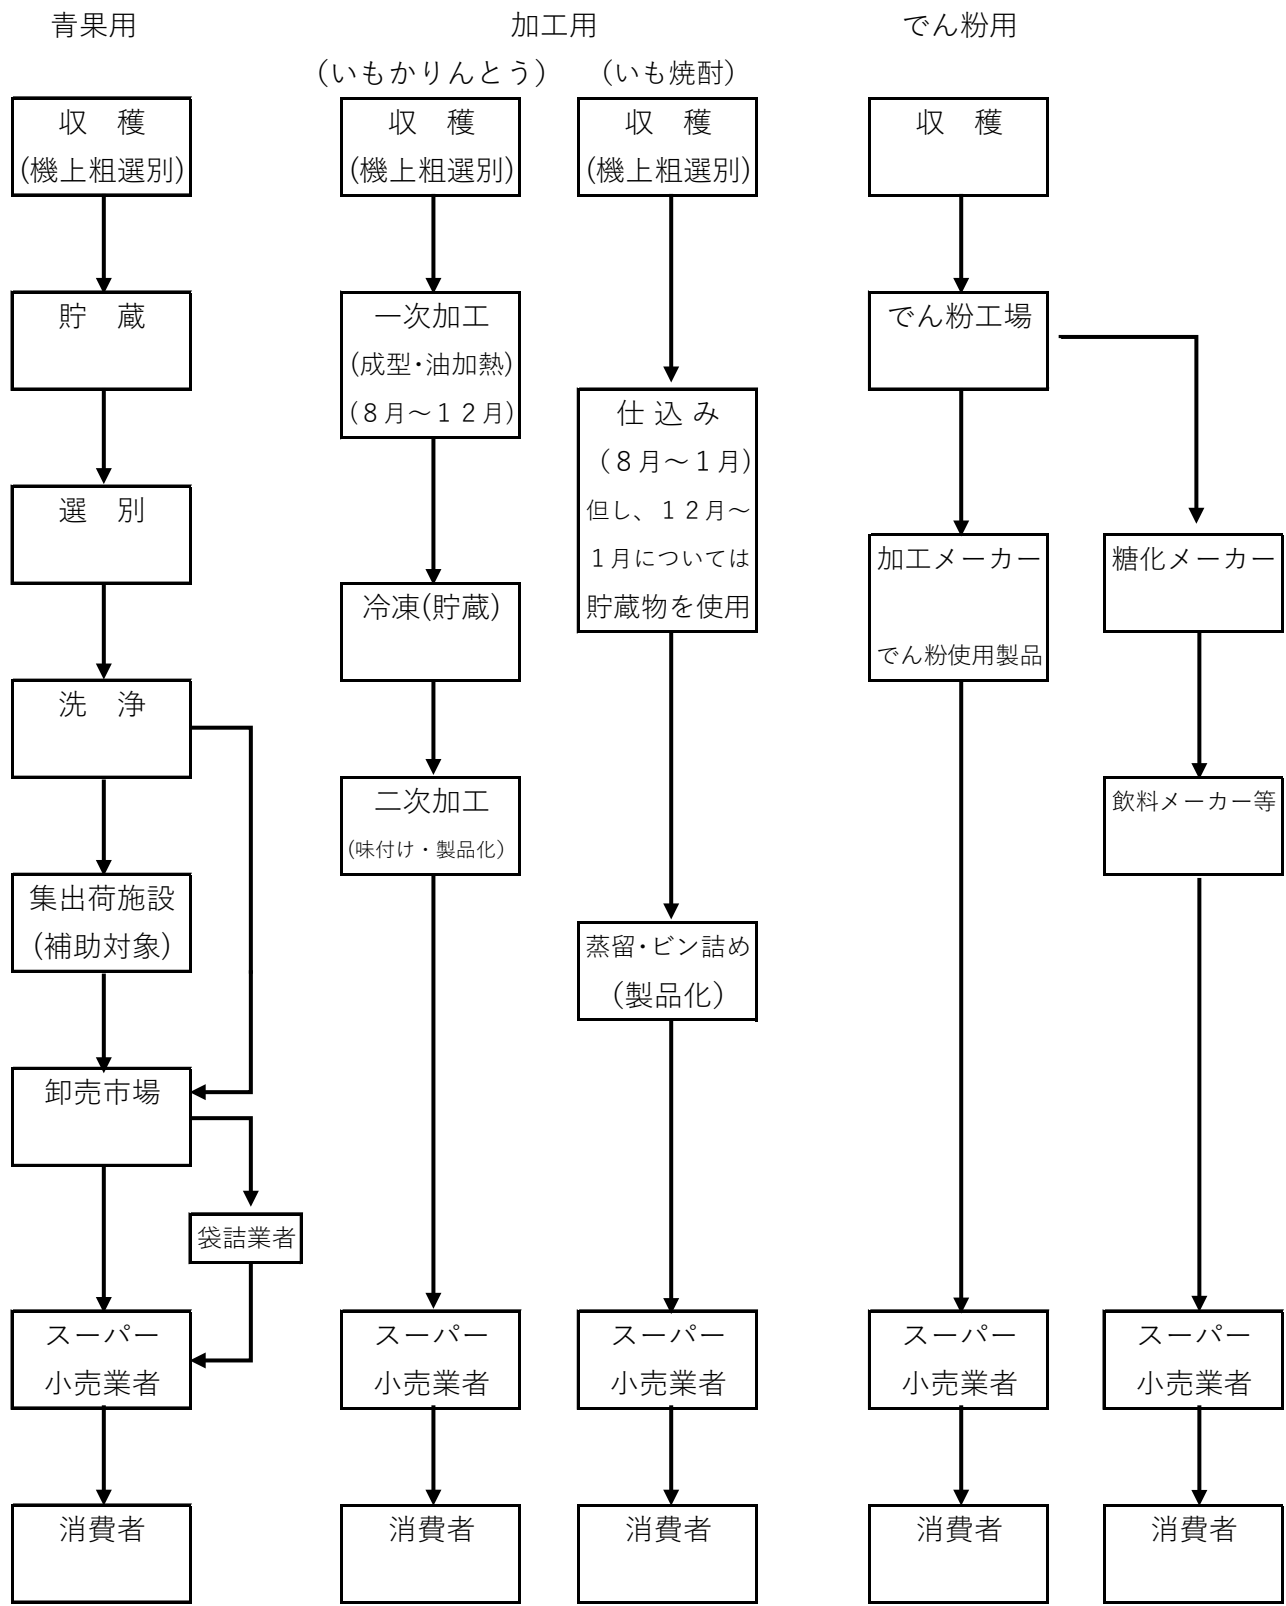 青果用
加工用
でん粉用
(いもかりんとう)
(いも焼酎)
収　穫
(機上粗選別)
貯　蔵
選　別
洗　浄
集出荷施設
(補助対象)
卸売市場
袋詰業者
スーパー
小売業者
消費者
収　穫
(機上粗選別)
一次加工
(成型･油加熱)
(８月～１２月)
冷凍(貯蔵)
二次加工
(味付け・製品化)
スーパー
小売業者
消費者
収　穫
(機上粗選別)
仕 込 み
(８月～１月)
但し、１２月～
１月については
貯蔵物を使用
蒸留･ビン詰め
(製品化)
スーパー
小売業者
消費者
収　穫
でん粉工場
加工メーカー
でん粉使用製品
スーパー
小売業者
消費者
糖化メーカー
飲料メーカー等
スーパー
小売業者
消費者